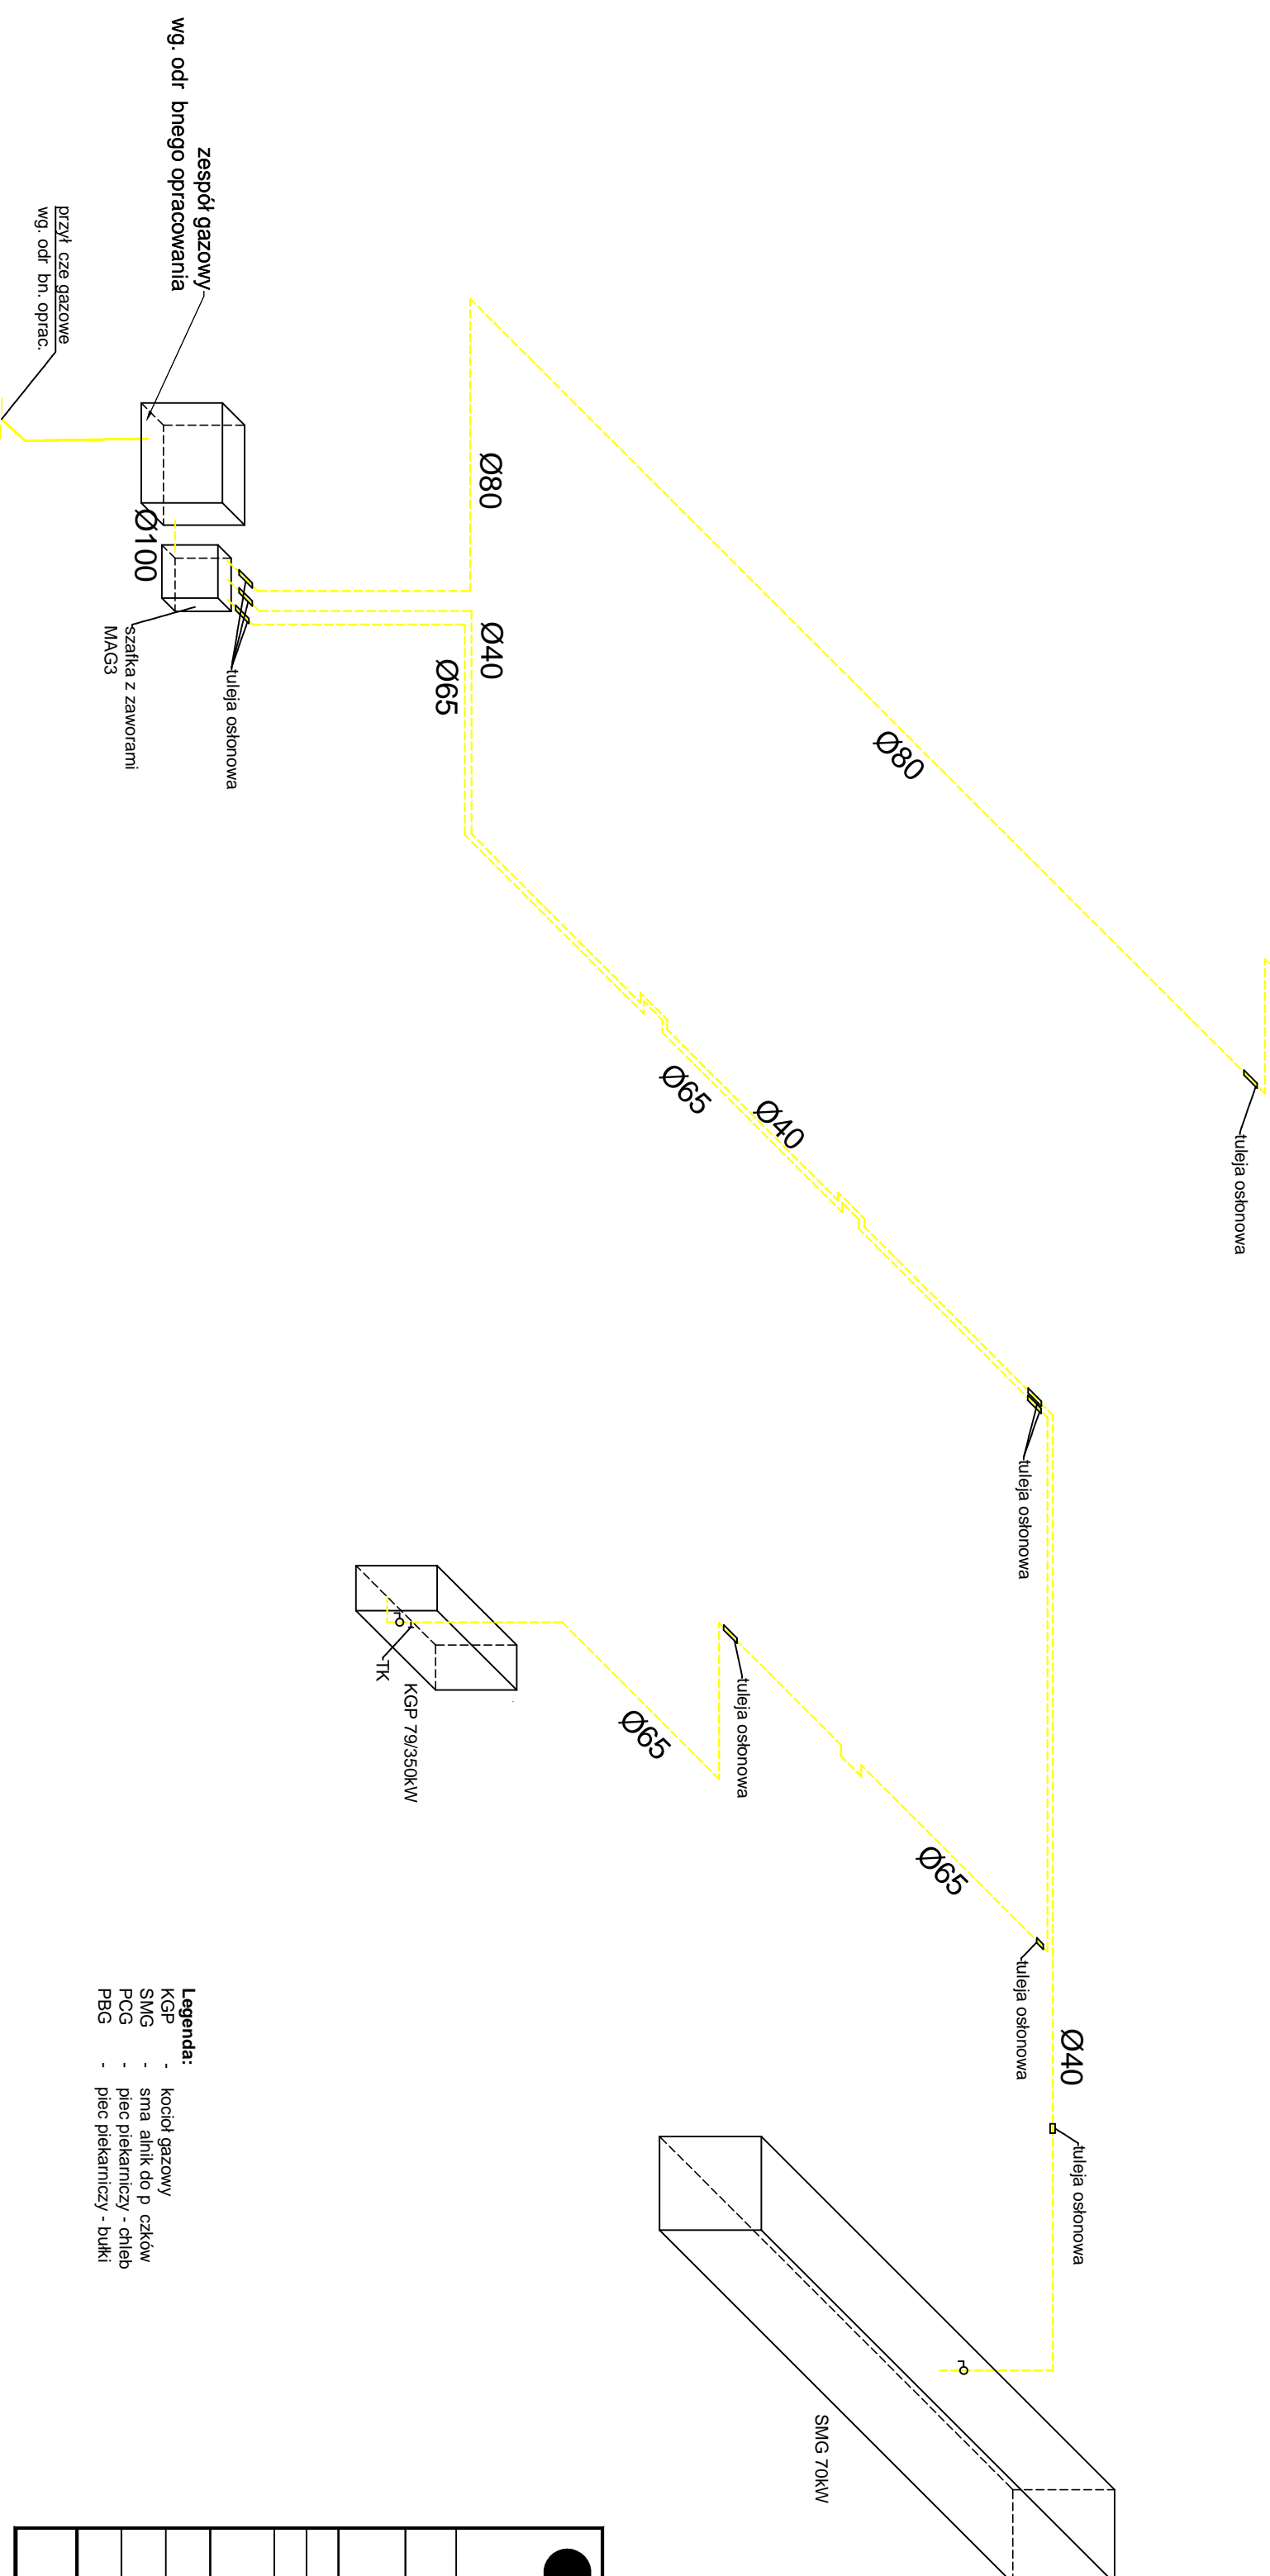 zespół gazowy
wg. odr bnego opracowania
przył cze gazowe
wg. odr bn. oprac.
Ø100
szafka z zaworami
MAG3
tuleja osłonowa
Ø80
Ø40
Ø65
Ø80
tuleja osłonowa
Ø65
Ø40
tuleja osłonowa
TK
KGP 79/350kW
Ø65
tuleja osłonowa
Ø65
tuleja osłonowa
Ø40
tuleja osłonowa
SMG 70kW
Legenda:
KGP - kocioł gazowy
SMG - sma alnik do p czków
PCG - piec piekarniczy - chleb
PBG - piec piekarniczy - bułki